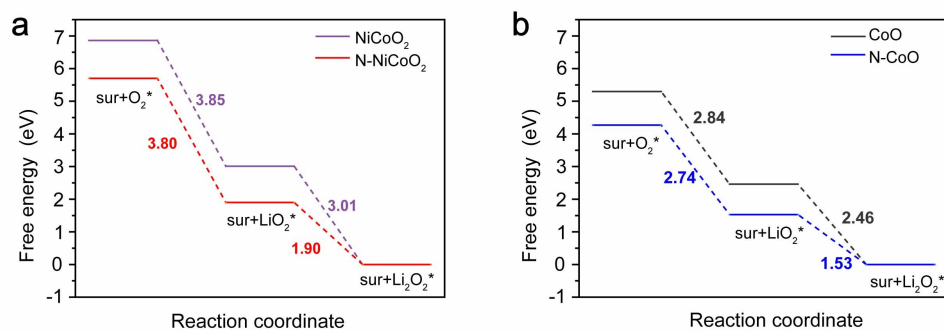 a
NiCoO₂
N-NiCoO₂
7
6
5
4
3
2
1
0
-1
Free energy (eV)
sur+O₂*
3.85
3.80
sur+LiO₂*
3.01
1.90
sur+Li₂O₂*
Reaction coordinate
b
CoO
N-CoO
7
6
5
4
3
2
1
0
-1
Free energy (eV)
sur+O₂*
2.84
2.74
sur+LiO₂*
2.46
1.53
sur+Li₂O₂*
Reaction coordinate